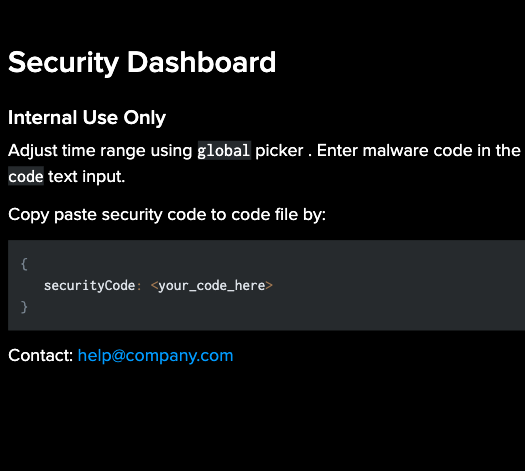 Security Dashboard
Internal Use Only
Adjust time range using global picker . Enter malware code in the
code text input.
Copy paste security code to code file by:
{
securityCode: <your_code_here>
}
Contact: help@company.com